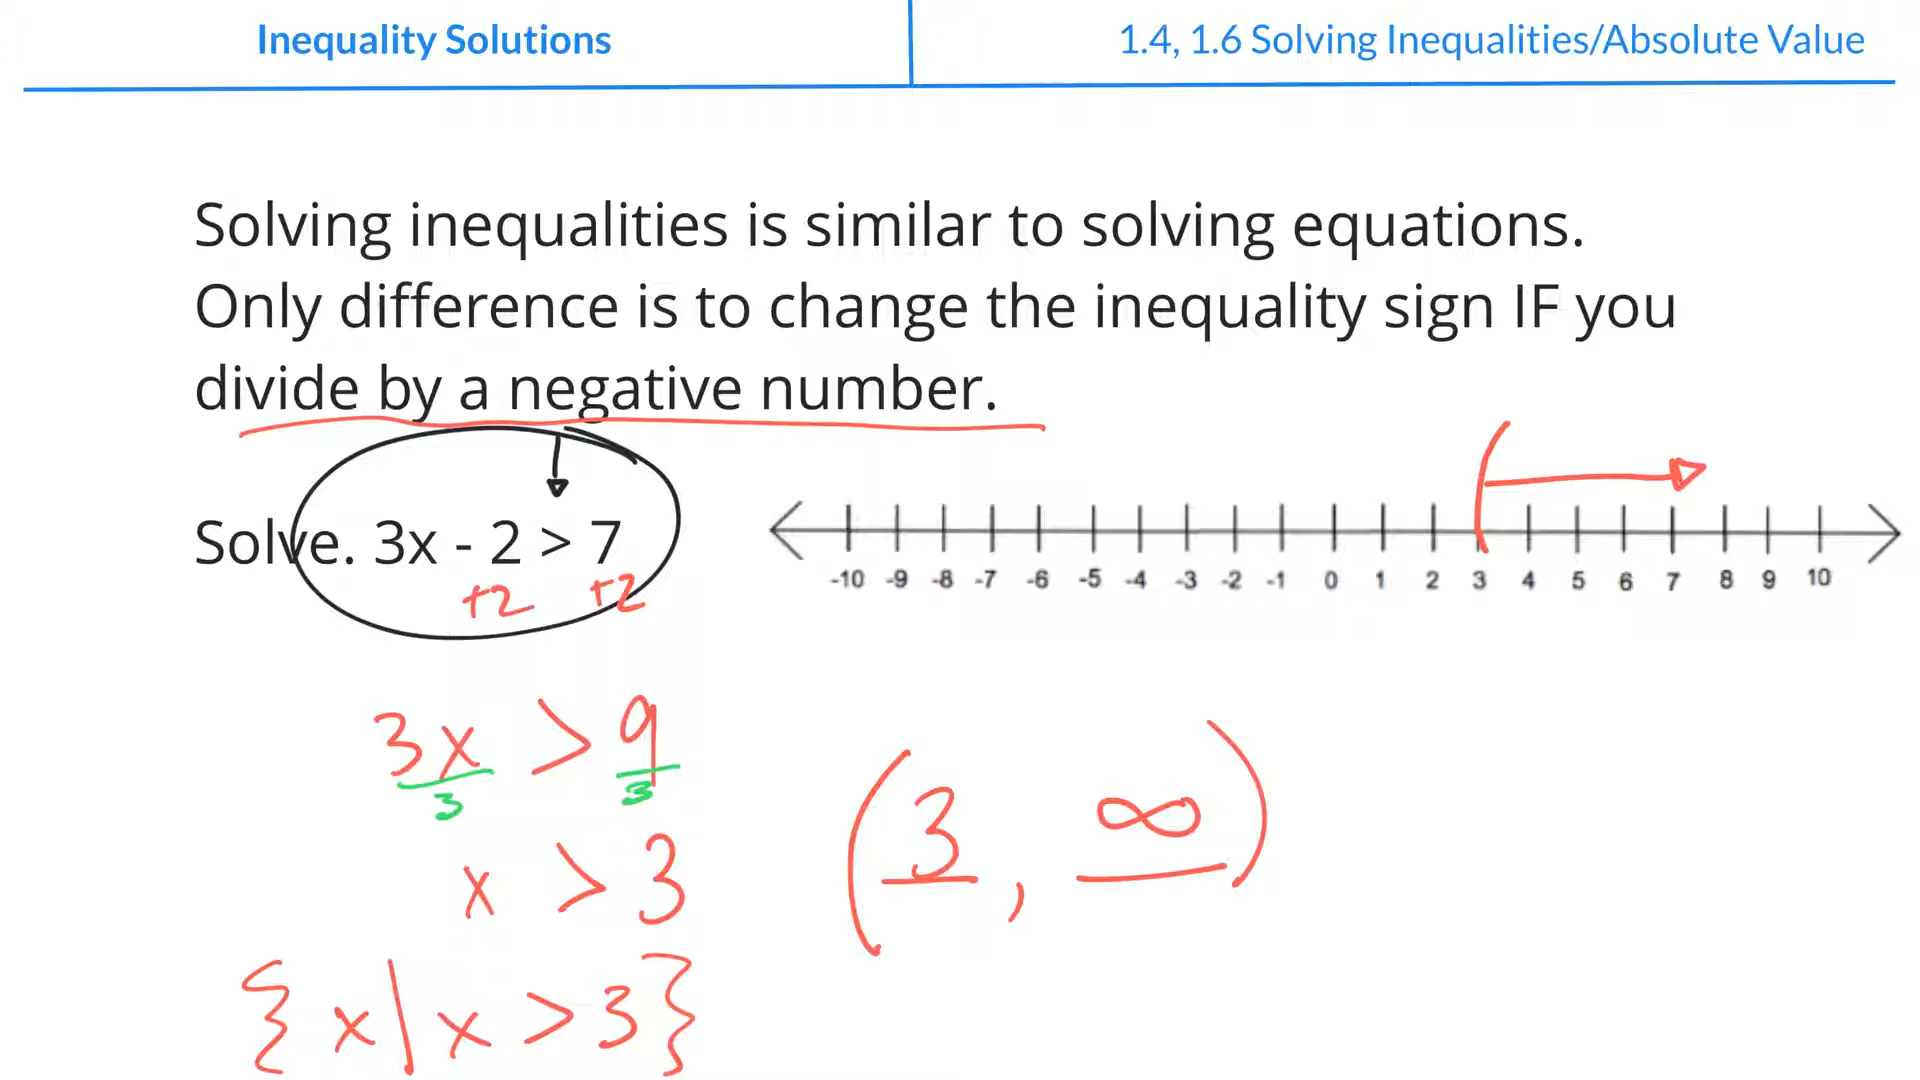 Inequality Solutions
1.4, 1.6 Solving Inequalities/Absolute Value
Solving inequalities is similar to solving equations.
Only difference is to change the inequality sign IF you
divide by a negative number.
Solve. 3x - 2 > 7
+2 +2
-10 -9 -8 -7 -6 -5 -4 -3 -2 -1 0 1 2 3 4 5 6 7 8 9 10
3x > 9
3 3
x > 3
(3, ∞)
{x|x > 3}